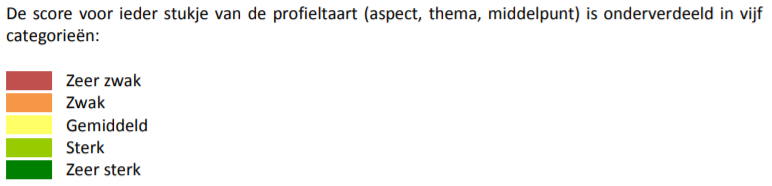 De score voor ieder stukje van de profieltaart (aspect, thema, middelpunt) is onderverdeeld in vijf
categorieën:
Zeer zwak
Zwak
Gemiddeld
Sterk
Zeer sterk